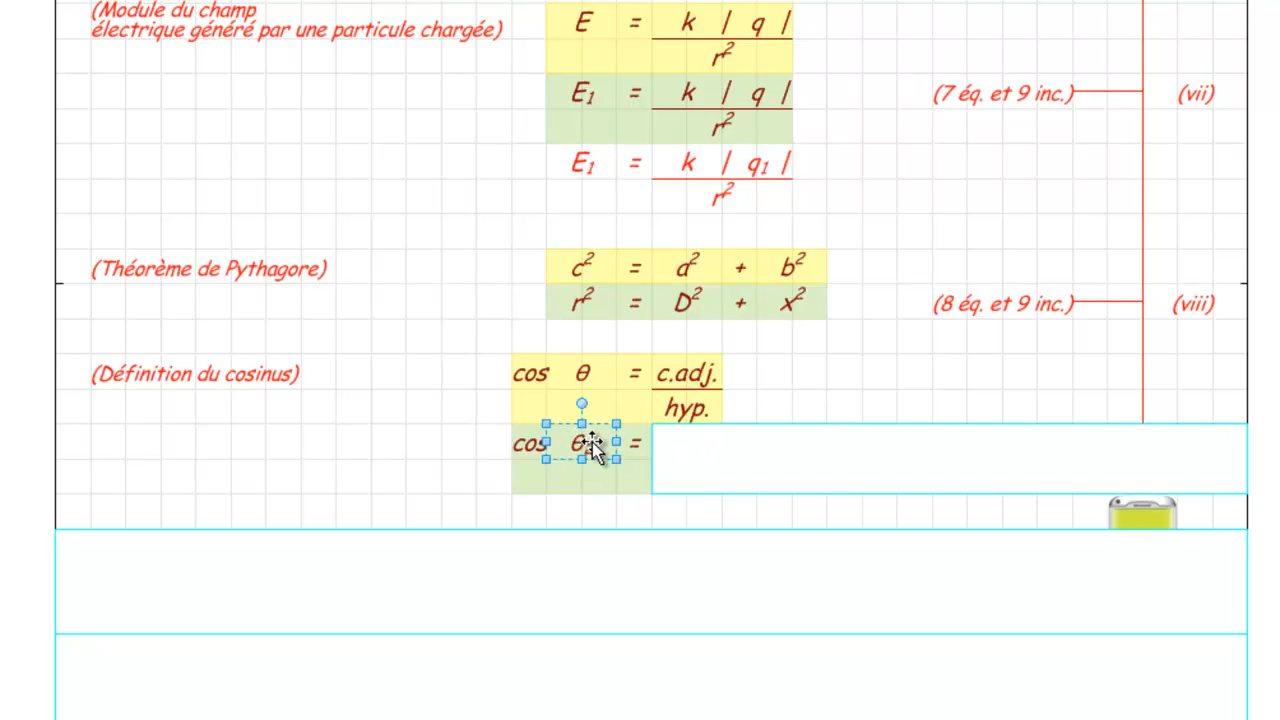 (Module du champ
électrique généré par une particule chargée)
E = k | q |
r²
E₁ = k | q |
r²
(7 éq. et 9 inc.) (vii)
E₁ = k | q₁ |
r²
(Théorème de Pythagore) c² = a² + b²
r² = D² + x² (8 éq. et 9 inc.) (viii)
(Définition du cosinus) cos θ = c.adj.
hyp.
cos θ =